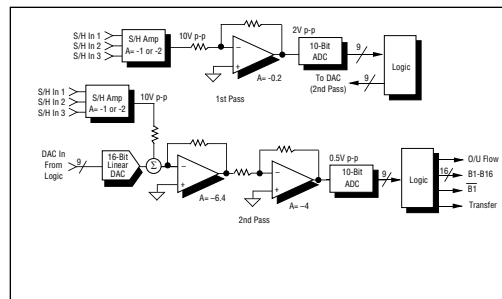 S/H In 1
S/H In 2
S/H In 3
S/H Amp
A= -1 or -2
10V p-p
−
+
A= -0.2
1st Pass
2V p-p
10-Bit
ADC
9
To DAC
(2nd Pass)
9
Logic
S/H In 1
S/H In 2
S/H In 3
S/H Amp
A= -1 or -2
10V p-p
DAC In
From
Logic
9
16-Bit
Linear
DAC
Σ
−
+
A= −6.4
2nd Pass
−
+
A= −4
0.5V p-p
10-Bit
ADC
9
Logic
O/U Flow
16
B1-B16
B1
Transfer